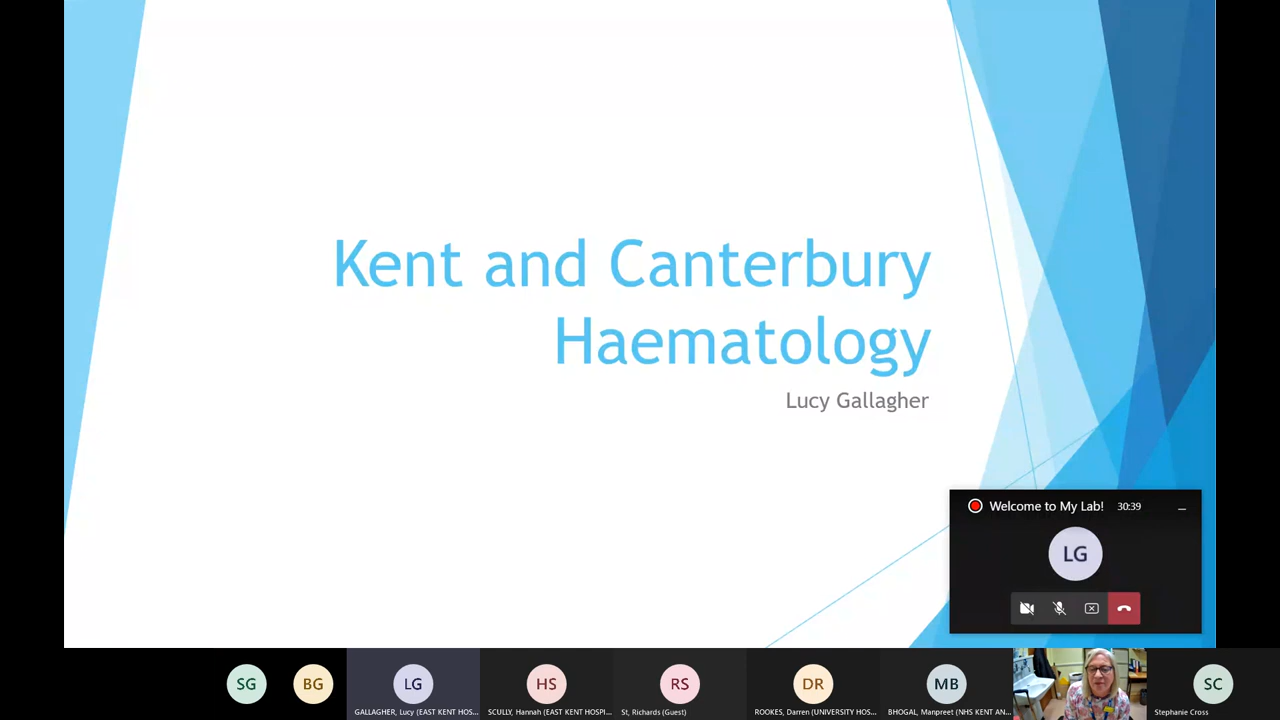 Kent and Canterbury
Haematology
Lucy Gallagher
Welcome to My Lab! 30:39
LG
SG
BG
LG
HS
RS
DR
MB
SC
GALLAGHER, Lucy (EAST KENT HOS...
SCULLY, Hannah (EAST KENT HOSPI...
St, Richards (Guest)
ROOKES, Darren (UNIVERSITY HOS...
BHOGAL, Manpreet (NHS KENT AN...
Stephanie Cross